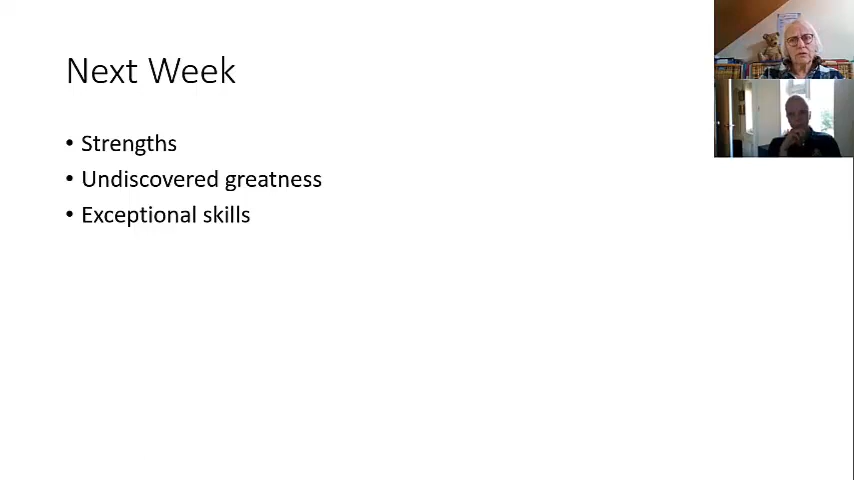 Next Week
• Strengths
• Undiscovered greatness
• Exceptional skills